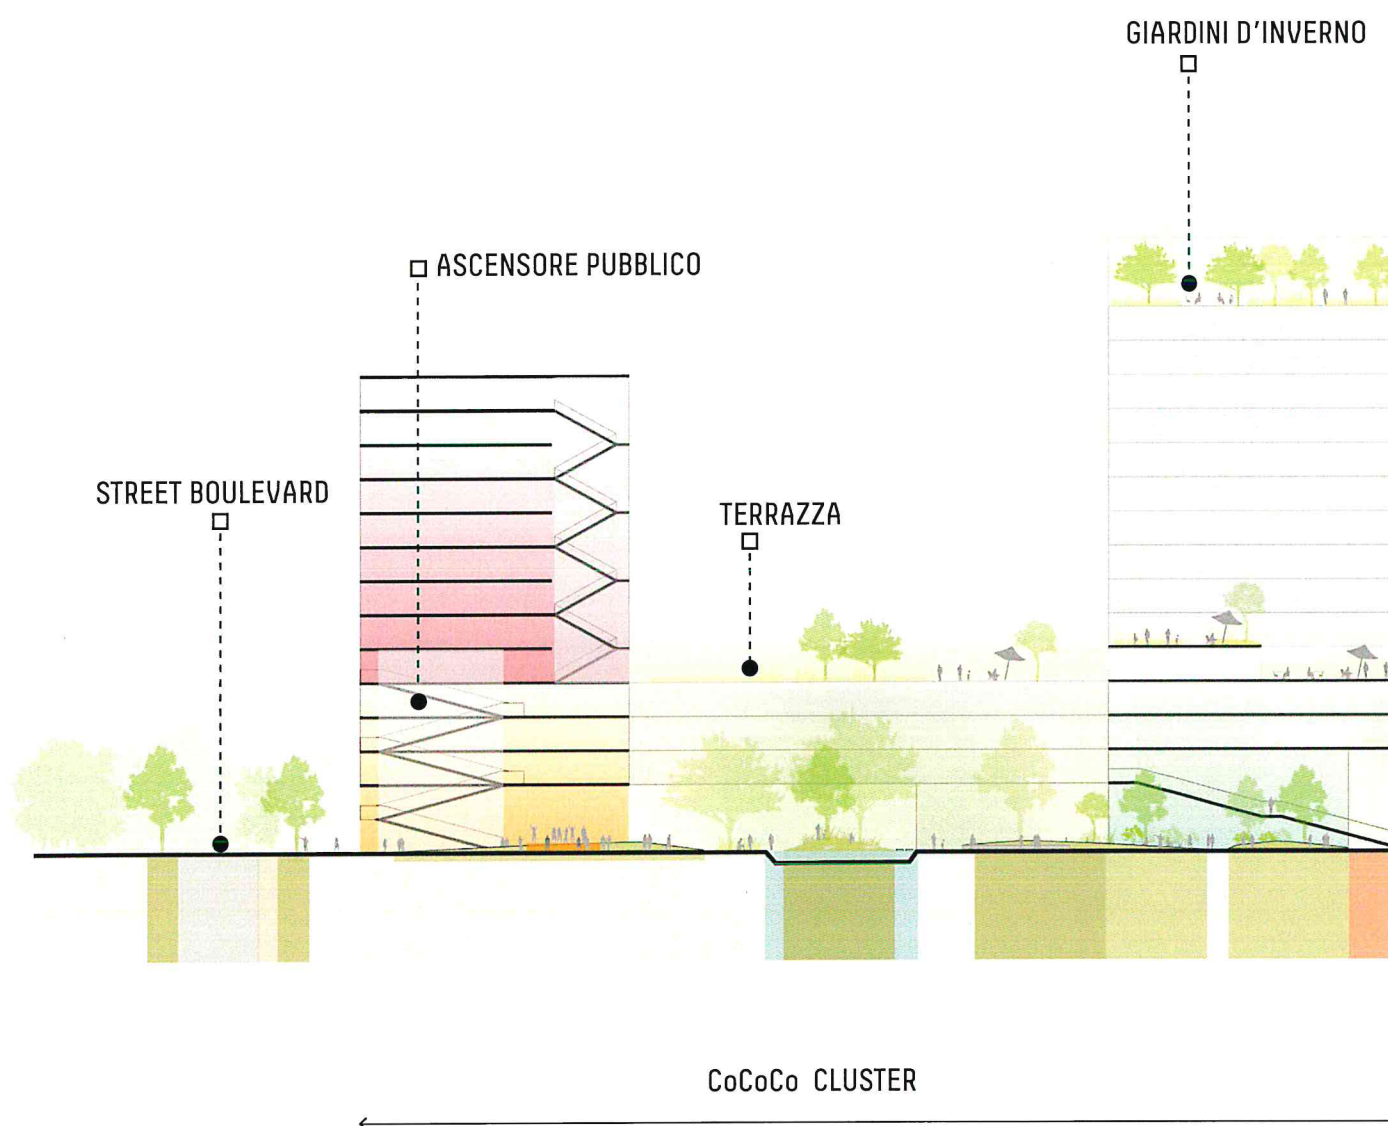 GIARDINI D'INVERNO
ASCENSORE PUBBLICO
STREET BOULEVARD
TERRAZZA
CoCoCo CLUSTER